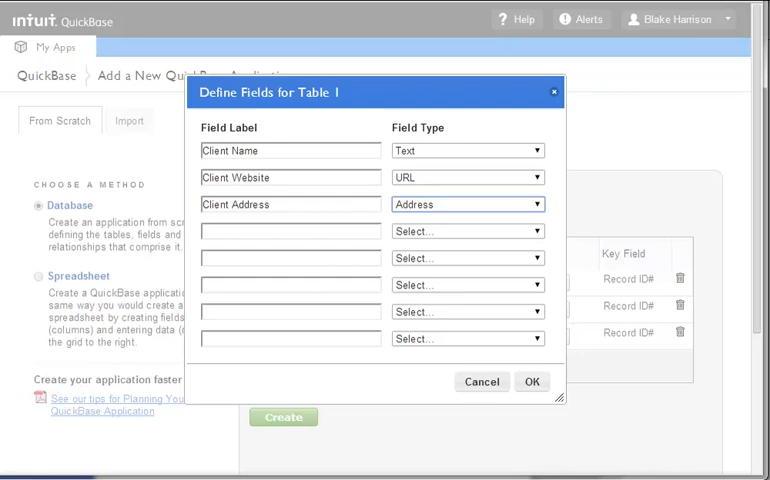 intuit QuickBase
? Help
Alerts
Blake Harrison
My Apps
QuickBase
Add a New Qu
Define Fields for Table 1
From Scratch
Import
Field Label
Field Type
Client Name
Text
Client Website
URL
Client Address
Address
Select...
Select...
Select...
Select...
Select...
CHOOSE A METHOD
Database
Create an application from
defining the tables, fields and
relationships that comprise it.
Spreadsheet
Create a QuickBase
same way you would create a
spreadsheet by creating fields
(columns) and entering data
the grid to the right.
Key Field
Record ID#
Record ID#
Record ID#
Create your application faster
See our tips for Planning
QuickBase Application
Cancel
OK
Create